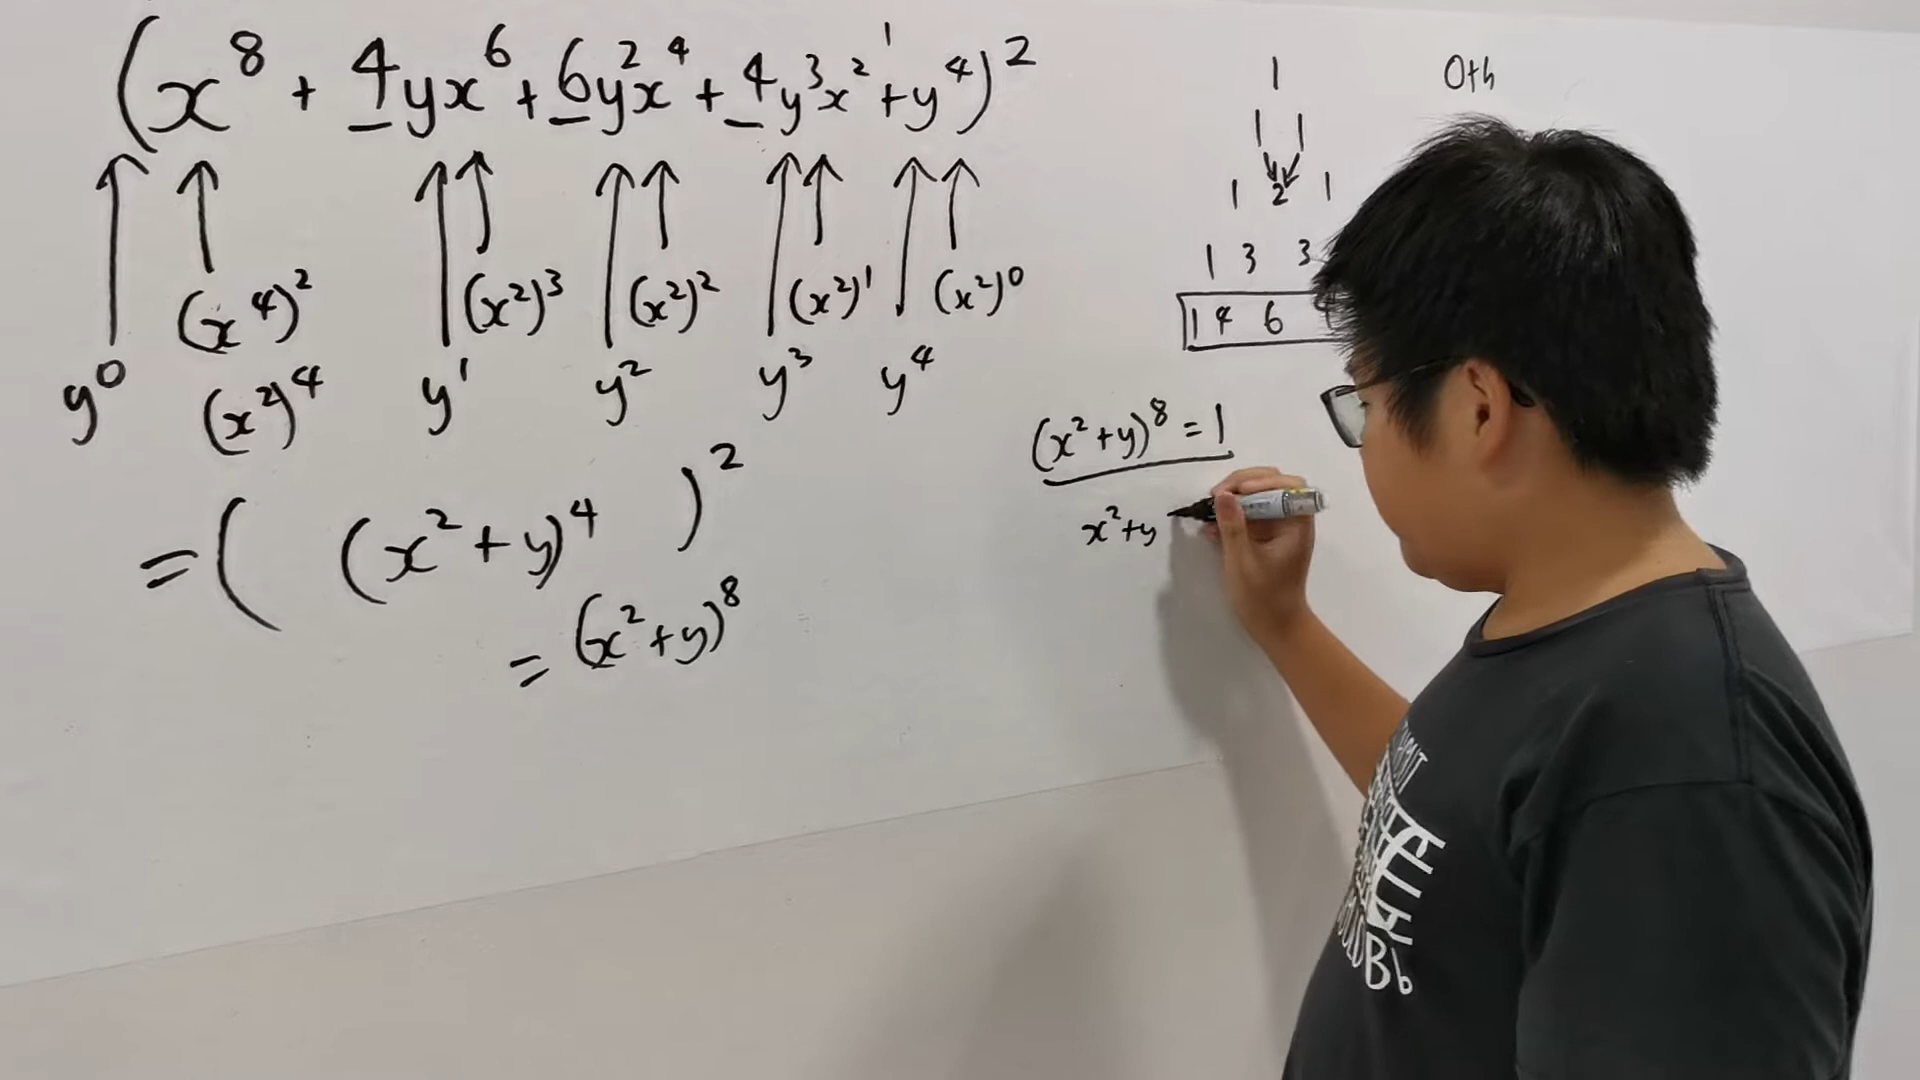 (x⁸ + 4yx⁶ + 6y²x⁴ + 4y³x² + y⁴)²
1
(x⁴)² (x²)³ (x²)² (x²)¹ (x²)⁰
y⁰ (x²)⁴ y¹ y² y³ y⁴
= ( (x² + y)⁴ )²
= (x² + y)⁸
1 0th
1 1
1 2 1
1 3 3
1 4 6
(x² + y)⁸ = 1
x² + y